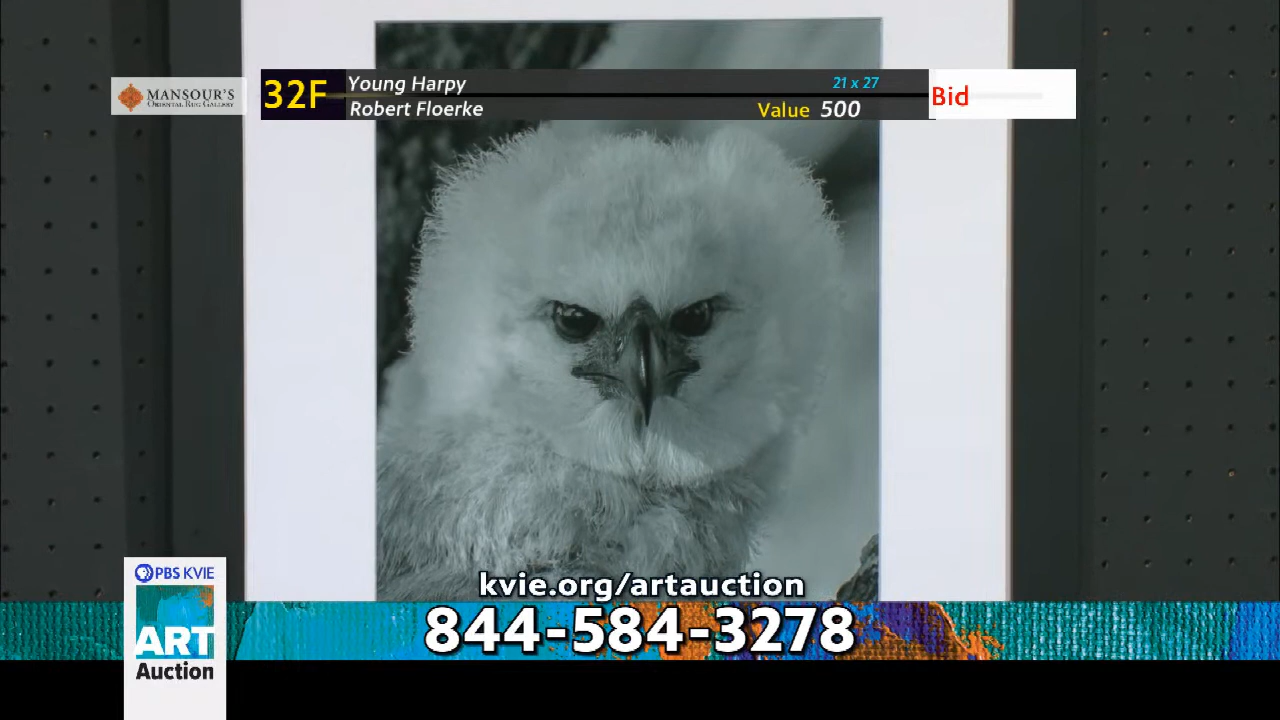 MANSOUR'S
ORIENTAL RUG GALLERY
32F
Young Harpy
21 x 27
Robert Floerke
Value 500
Bid
PBS KVIE
ART
Auction
kvie.org/artauction
844-584-3278